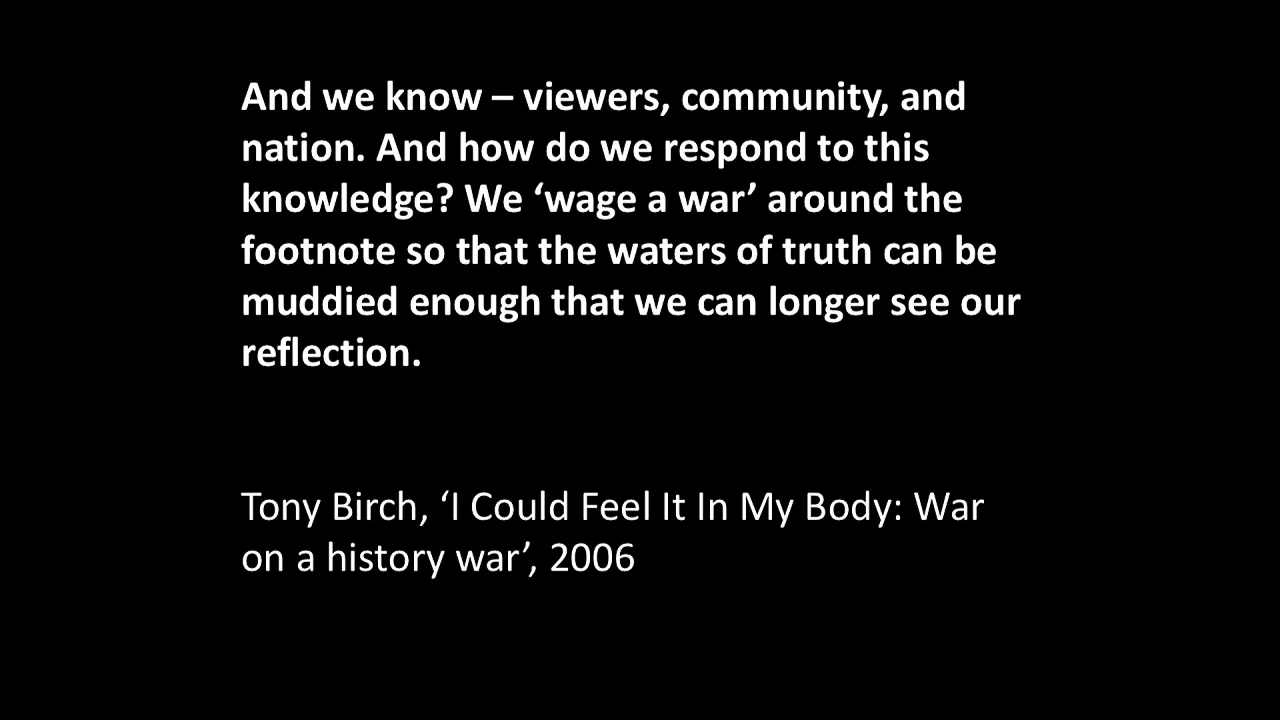 And we know – viewers, community, and
nation. And how do we respond to this
knowledge? We ‘wage a war’ around the
footnote so that the waters of truth can be
muddied enough that we can longer see our
reflection.
Tony Birch, ‘I Could Feel It In My Body: War
on a history war’, 2006